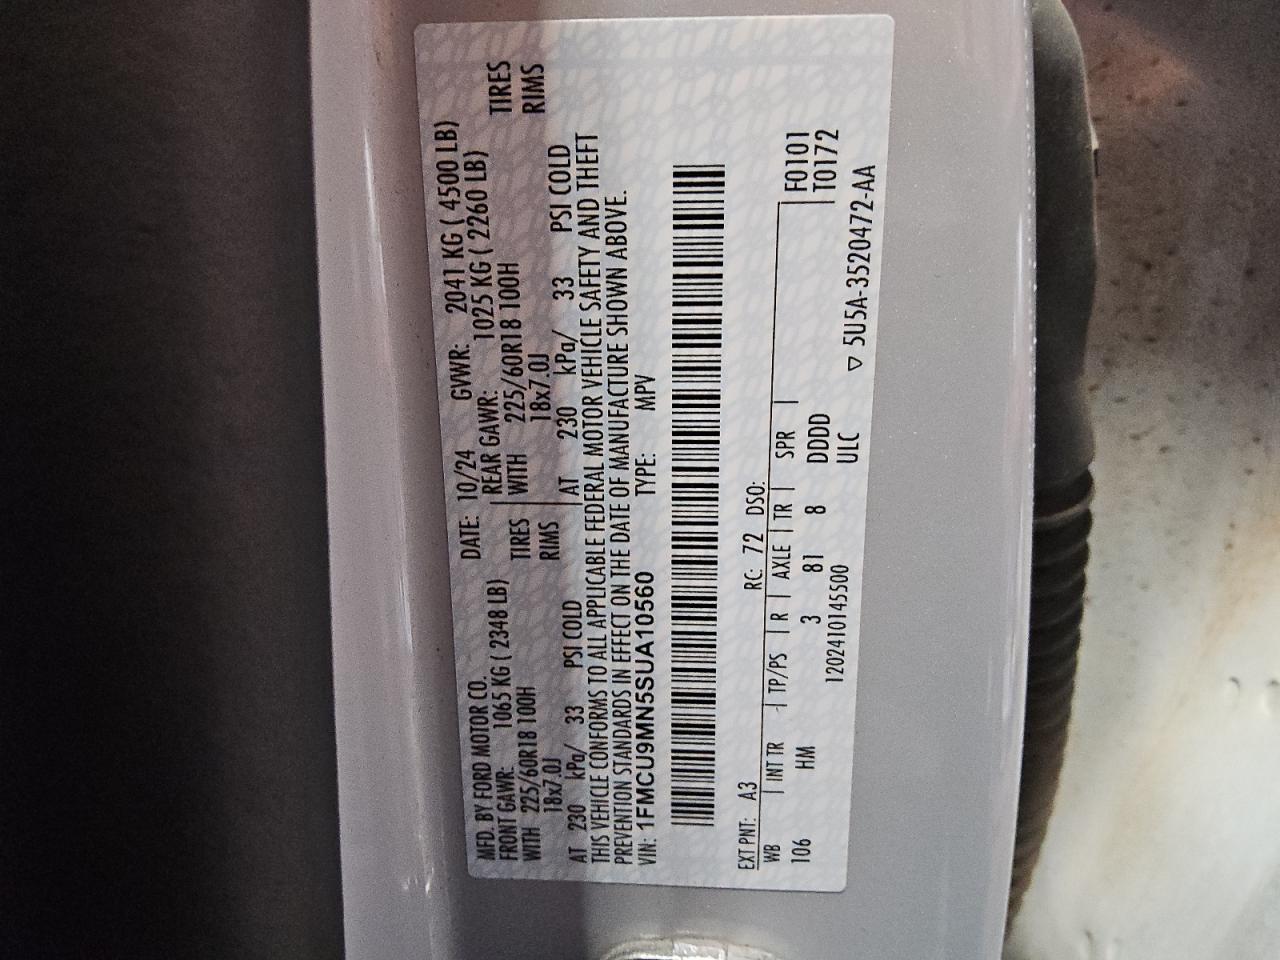 MFD. BY FORD MOTOR CO.
DATE: 10/24 GVWR: 2041 KG ( 4500 LB)
FRONT GAWR: 1065 KG ( 2348 LB) REAR GAWR: 1025 KG ( 2260 LB)
WITH 225/60R18 100H TIRES WITH 225/60R18 100H TIRES
18x7.0J RIMS 18x7.0J RIMS
AT 230 kPa/ 33 PSI COLD AT 230 kPa/ 33 PSI COLD
THIS VEHICLE CONFORMS TO ALL APPLICABLE FEDERAL MOTOR VEHICLE SAFETY AND THEFT
PREVENTION STANDARDS IN EFFECT ON THE DATE OF MANUFACTURE SHOWN ABOVE.
VIN: 1FMCU9MN5SUA10560 TYPE: MPV
EXT PNT: A3 RC: 72 DSO:
WB | INT TR | TP/PS | R | AXLE | TR | SPR | F0101
106 HM 3 81 8 DDDD T0172
1202410145500 ULC
▽ 5U5A-3520472-AA